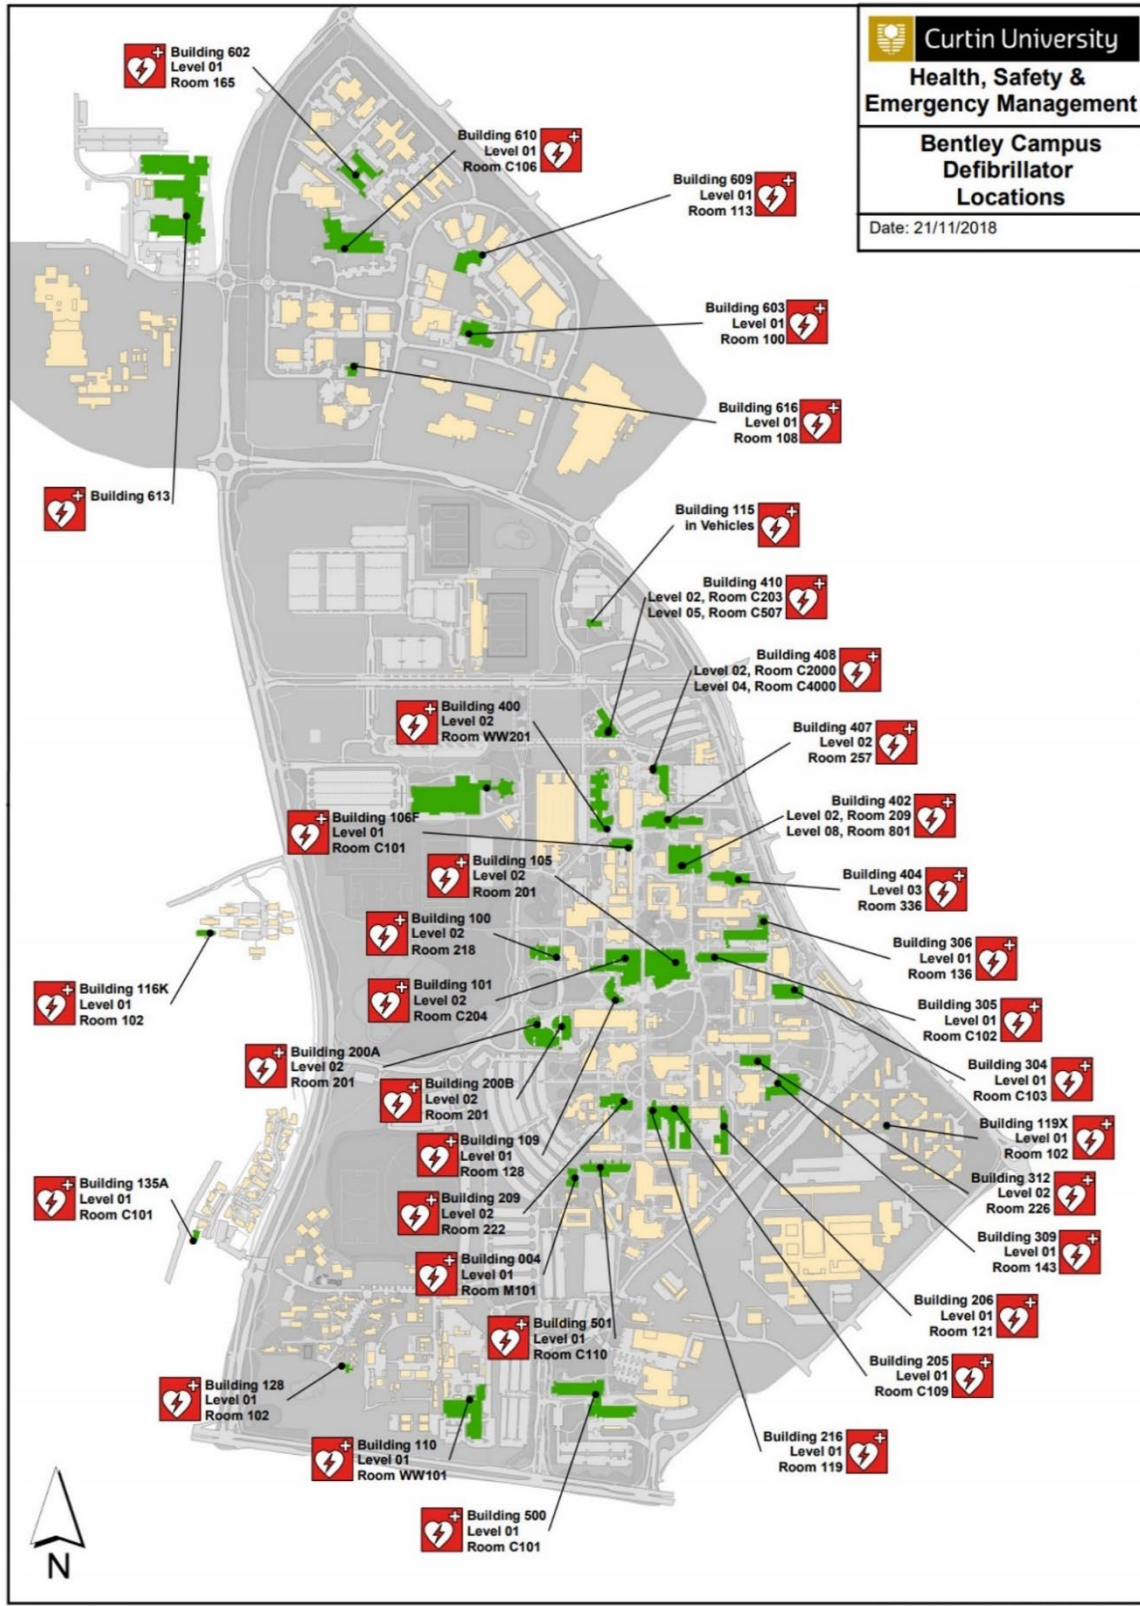 Curtin University
Health, Safety &
Emergency Management
Bentley Campus
Defibrillator
Locations
Date: 21/11/2018
Building 602
Level 01
Room 165
Building 610
Level 01
Room C106
Building 609
Level 01
Room 113
Building 603
Level 01
Room 100
Building 616
Level 01
Room 108
Building 613
Building 115
in Vehicles
Building 410
Level 02, Room C203
Level 05, Room C507
Building 408
Level 02, Room C2000
Level 04, Room C4000
Building 400
Level 02
Room WW201
Building 407
Level 02
Room 257
Building 106F
Level 01
Room C101
Building 402
Level 02, Room 209
Level 08, Room 801
Building 105
Level 02
Room 201
Building 404
Level 03
Room 336
Building 100
Level 02
Room 218
Building 306
Level 01
Room 136
Building 101
Level 02
Room C204
Building 116K
Level 01
Room 102
Building 305
Level 01
Room C102
Building 200A
Level 02
Room 201
Building 304
Level 01
Room C103
Building 200B
Level 02
Room 201
Building 119X
Level 01
Room 102
Building 109
Level 01
Room 128
Building 312
Level 02
Room 226
Building 135A
Level 01
Room C101
Building 209
Level 02
Room 222
Building 309
Level 01
Room 143
Building 004
Level 01
Room M101
Building 206
Level 01
Room 121
Building 501
Level 01
Room C110
Building 205
Level 01
Room C109
Building 128
Level 01
Room 102
Building 110
Level 01
Room WW101
Building 216
Level 01
Room 119
Building 500
Level 01
Room C101
N